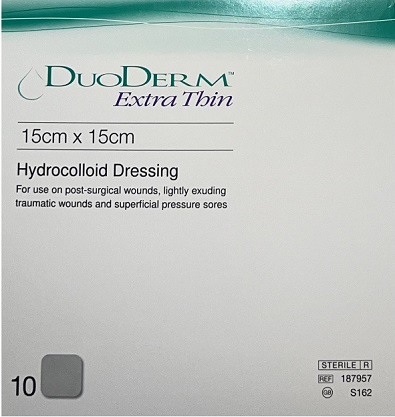 DUODERM™
Extra Thin
15cm x 15cm
Hydrocolloid Dressing
For use on post-surgical wounds, lightly exuding
traumatic wounds and superficial pressure sores
10
STERILE R
REF 187957
GB S162